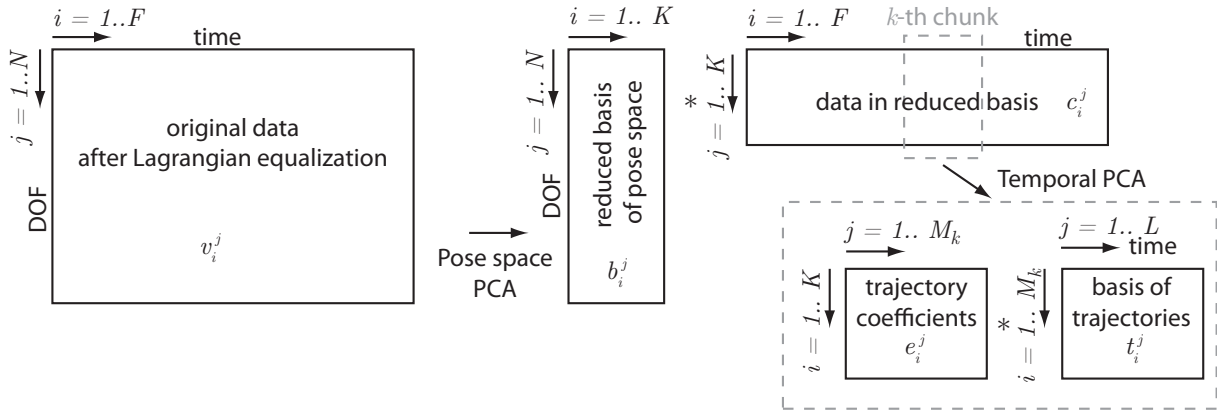 i = 1..F
time
j = 1..N
DOF
original data
after Lagrangian equalization
v_i^j
Pose space
PCA
i = 1.. K
j = 1.. N
DOF
reduced basis
of pose space
b_i^j
*
i = 1.. F
k-th chunk
time
j = 1.. K
data in reduced basis c_i^j
Temporal PCA
j = 1.. M_k
i = 1.. K
trajectory
coefficients
e_i^j
*
j = 1.. L
time
i = 1.. M_k
basis of
trajectories
t_i^j